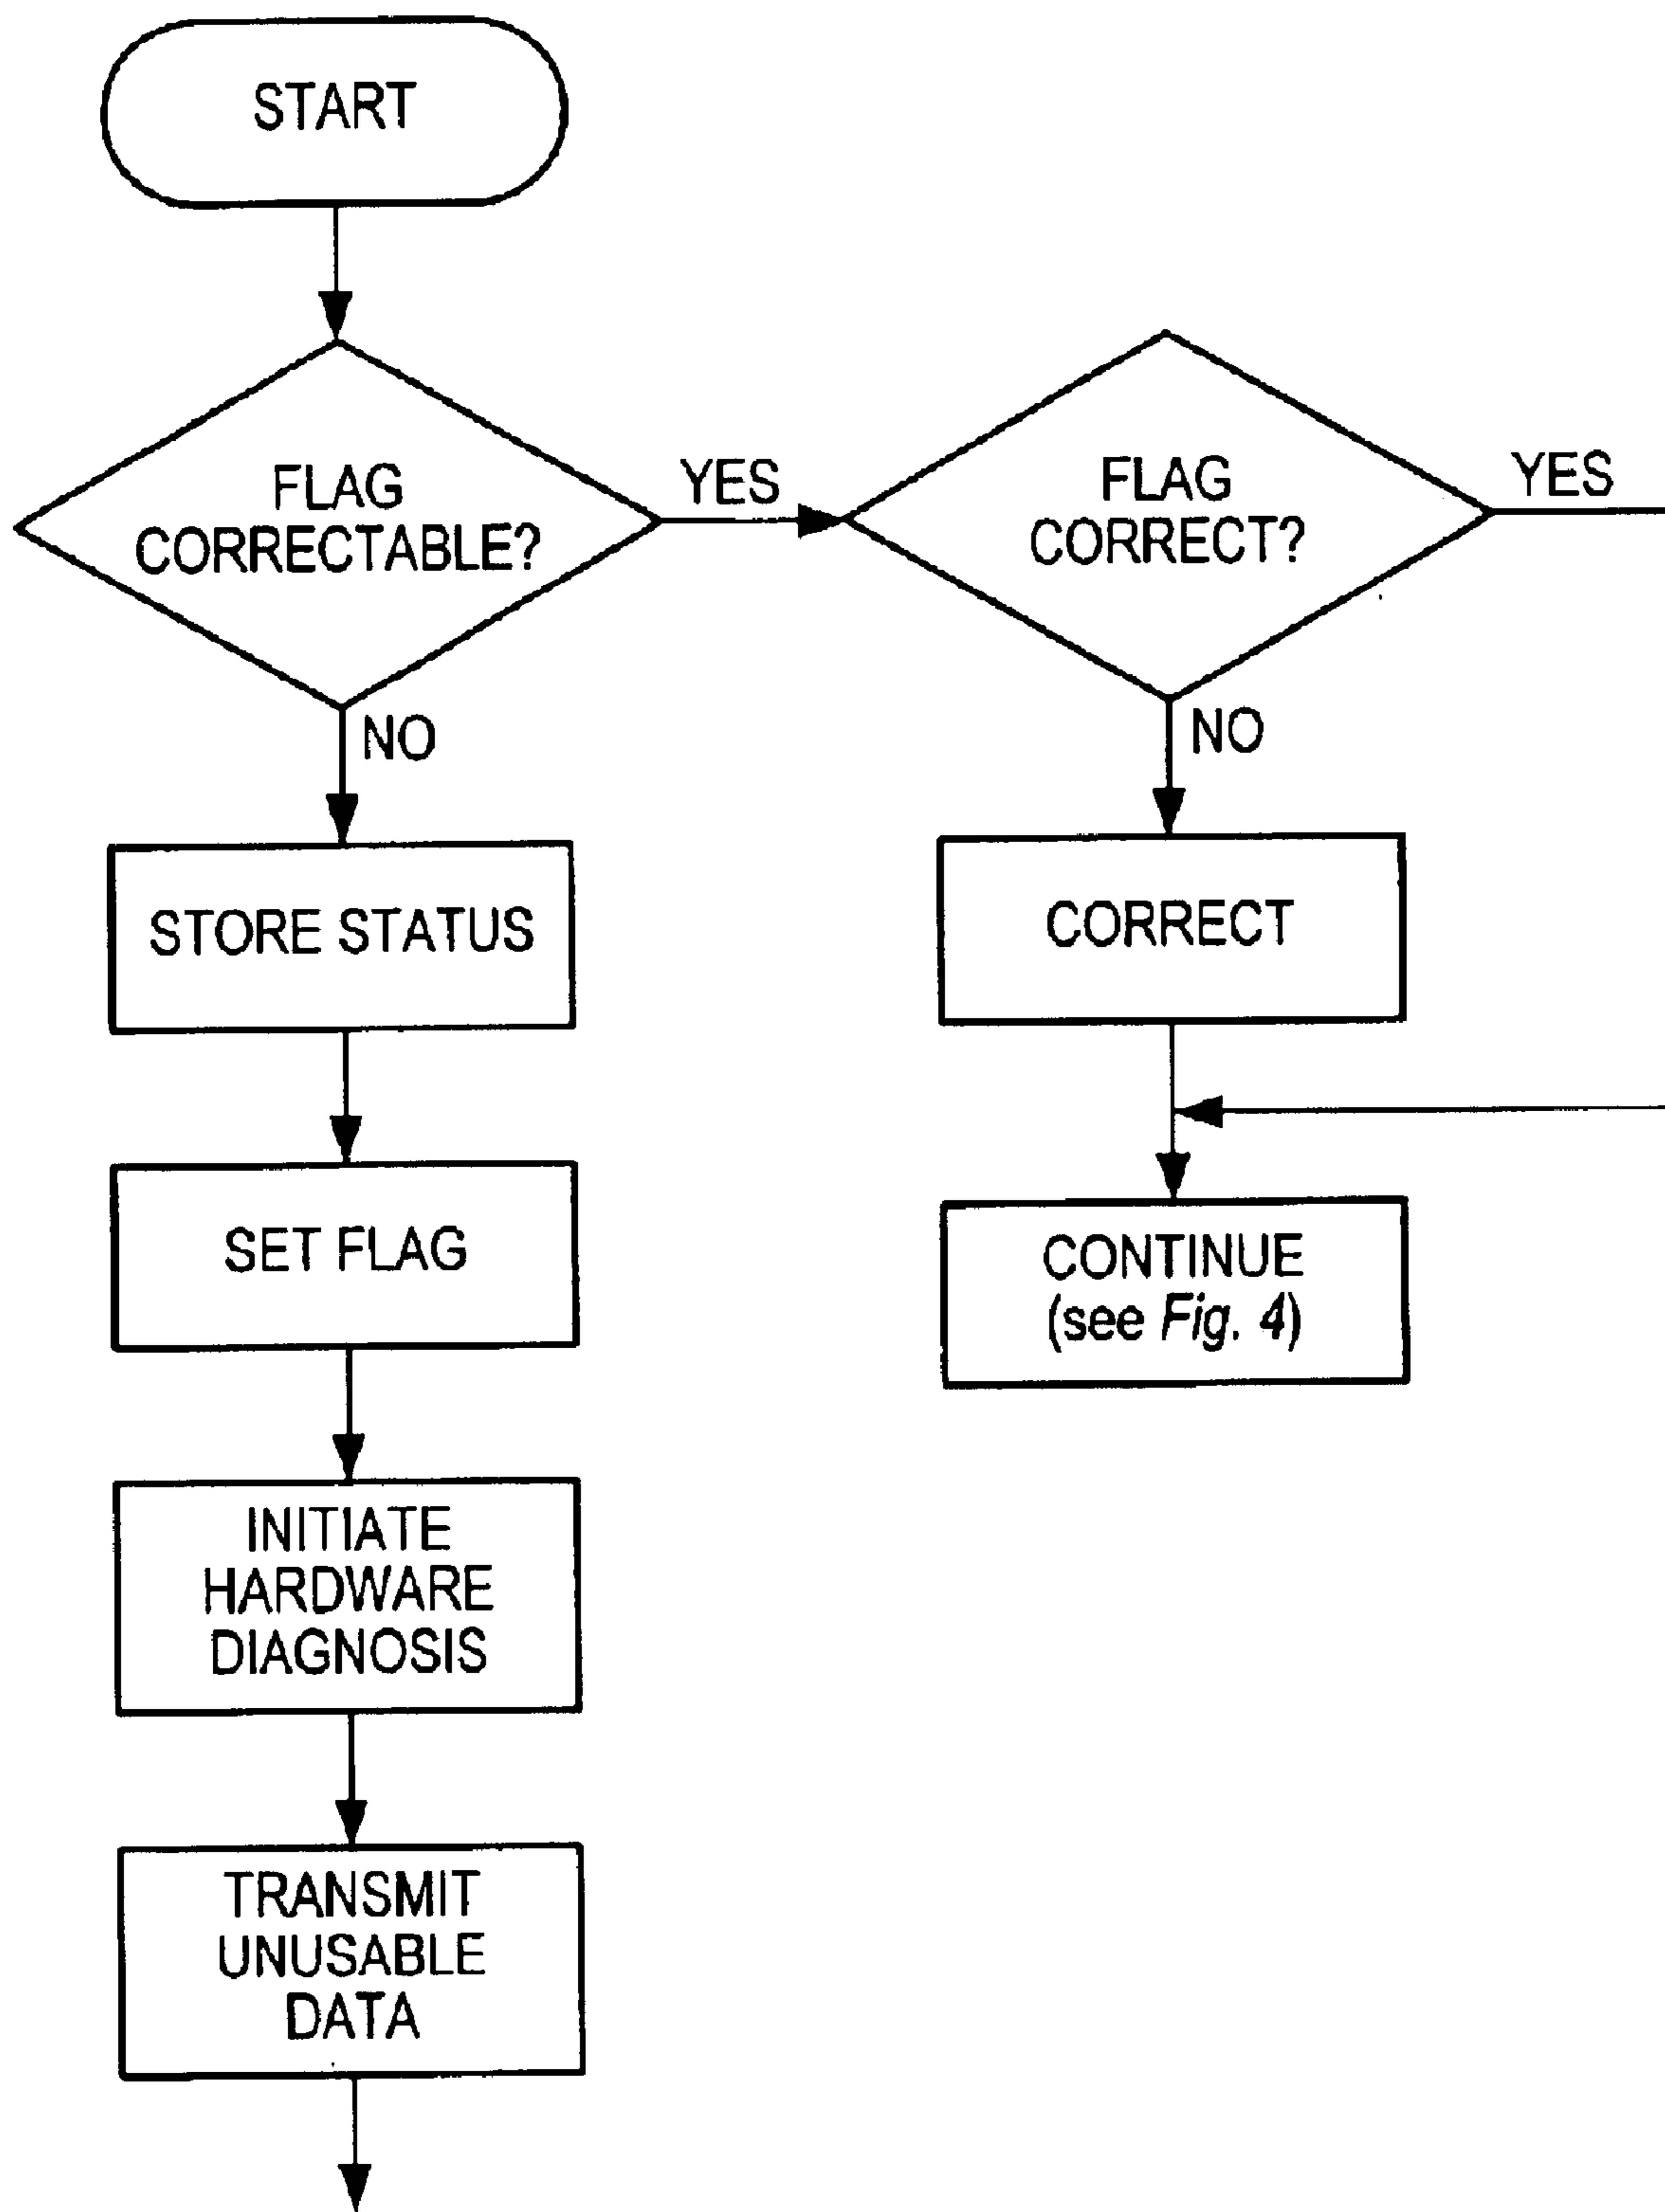 START
FLAG
CORRECTABLE?
YES
FLAG
CORRECT?
YES
NO
NO
STORE STATUS
CORRECT
SET FLAG
CONTINUE
(see Fig. 4)
INITIATE
HARDWARE
DIAGNOSIS
TRANSMIT
UNUSABLE
DATA